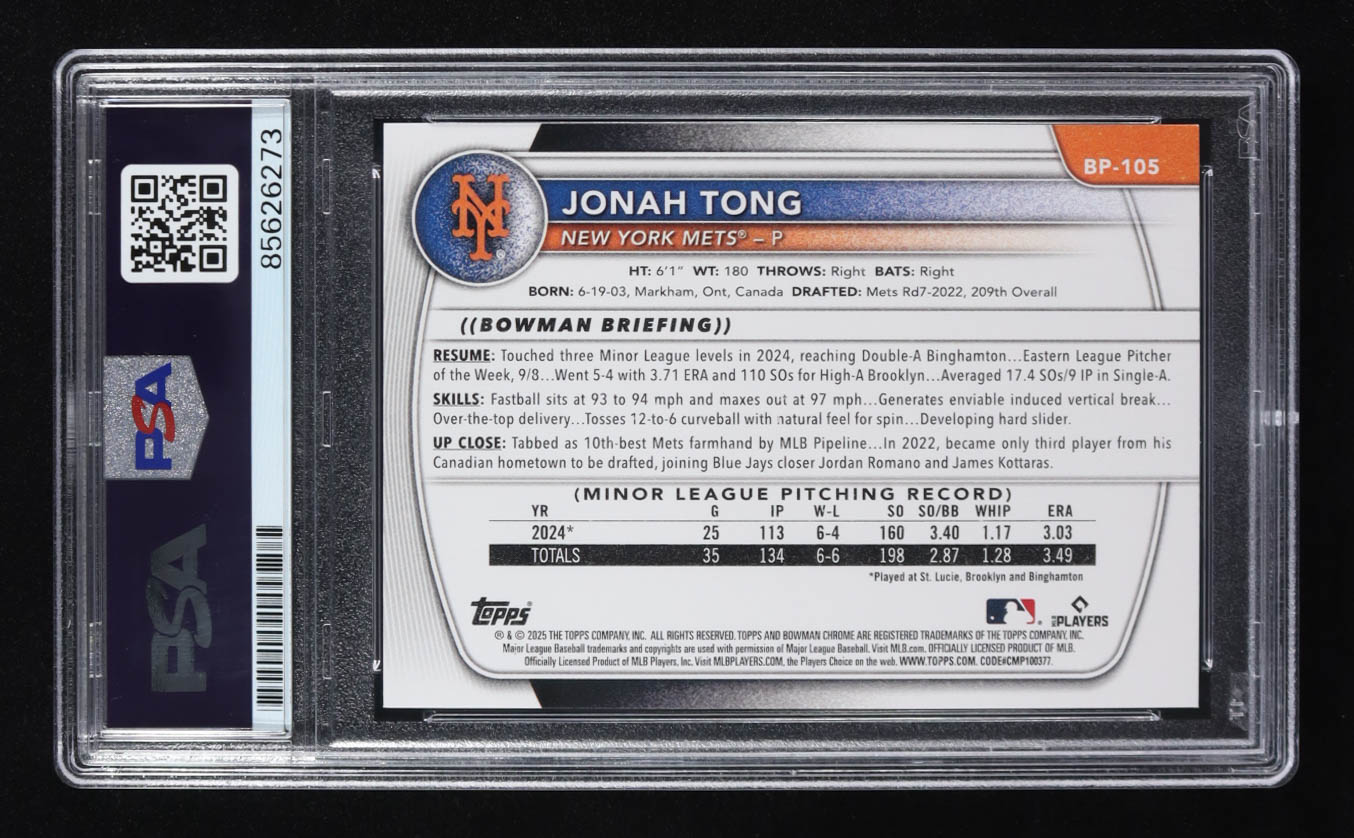 85626273
PSA
PSA
PSA
BP-105
NY
JONAH TONG
NEW YORK METS® – P
HT: 6'1" WT: 180 THROWS: Right BATS: Right
BORN: 6-19-03, Markham, Ont, Canada DRAFTED: Mets Rd7-2022, 209th Overall
((BOWMAN BRIEFING))
RESUME: Touched three Minor League levels in 2024, reaching Double-A Binghamton...Eastern League Pitcher
of the Week, 9/8...Went 5-4 with 3.71 ERA and 110 SOs for High-A Brooklyn...Averaged 17.4 SOs/9 IP in Single-A.
SKILLS: Fastball sits at 93 to 94 mph and maxes out at 97 mph...Generates enviable induced vertical break...
Over-the-top delivery...Tosses 12-to-6 curveball with natural feel for spin...Developing hard slider.
UP CLOSE: Tabbed as 10th-best Mets farmhand by MLB Pipeline...In 2022, became only third player from his
Canadian hometown to be drafted, joining Blue Jays closer Jordan Romano and James Kottaras.
(MINOR LEAGUE PITCHING RECORD)
YR G IP W-L SO SO/BB WHIP ERA
2024* 25 113 6-4 160 3.40 1.17 3.03
TOTALS 35 134 6-6 198 2.87 1.28 3.49
*Played at St. Lucie, Brooklyn and Binghamton
Topps
MLB PLAYERS
® & © 2025 THE TOPPS COMPANY, INC. ALL RIGHTS RESERVED. TOPPS AND BOWMAN CHROME ARE REGISTERED TRADEMARKS OF THE TOPPS COMPANY, INC.
Major League Baseball trademarks and copyrights are used with permission of Major League Baseball. Visit MLB.com. OFFICIALLY LICENSED PRODUCT OF MLB.
Officially Licensed Product of MLB Players, Inc. Visit MLBPLAYERS.COM, the Players Choice on the web. WWW.TOPPS.COM. CODE#CMP100377.